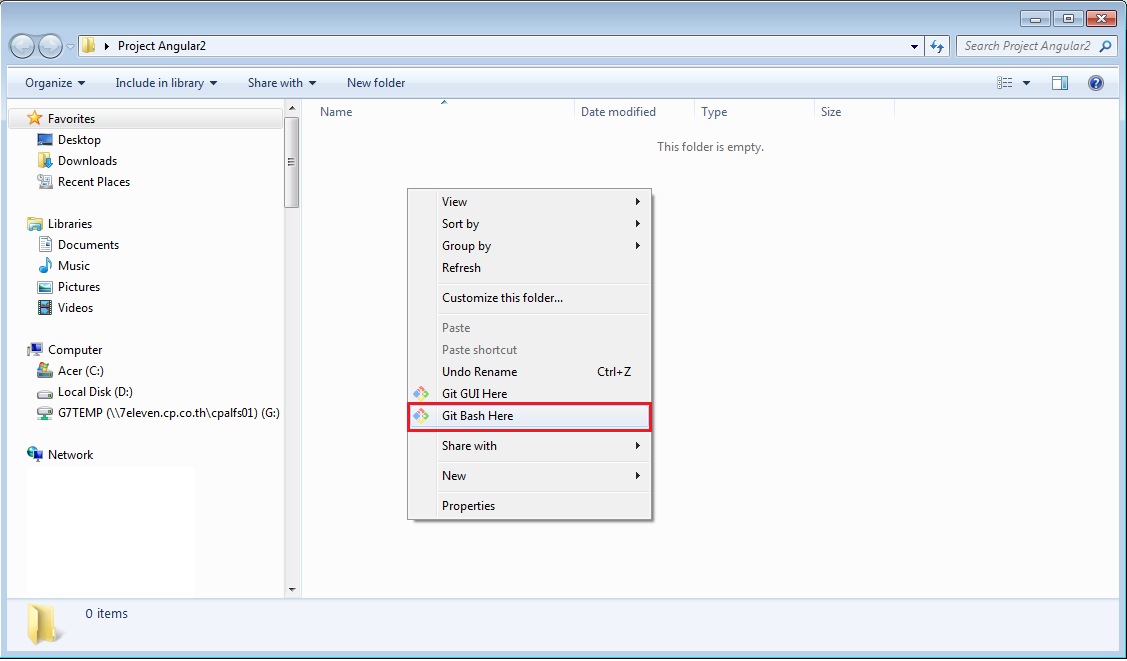 Project Angular2
Search Project Angular2
Organize
Include in library
Share with
New folder
Favorites
Desktop
Downloads
Recent Places
Libraries
Documents
Music
Pictures
Videos
Computer
Acer (C:)
Local Disk (D:)
G7TEMP (\\7eleven.cp.co.th\cpalfs01) (G:)
Network
Name
Date modified
Type
Size
This folder is empty.
View
Sort by
Group by
Refresh
Customize this folder...
Paste
Paste shortcut
Undo Rename Ctrl+Z
Git GUI Here
Git Bash Here
Share with
New
Properties
0 items